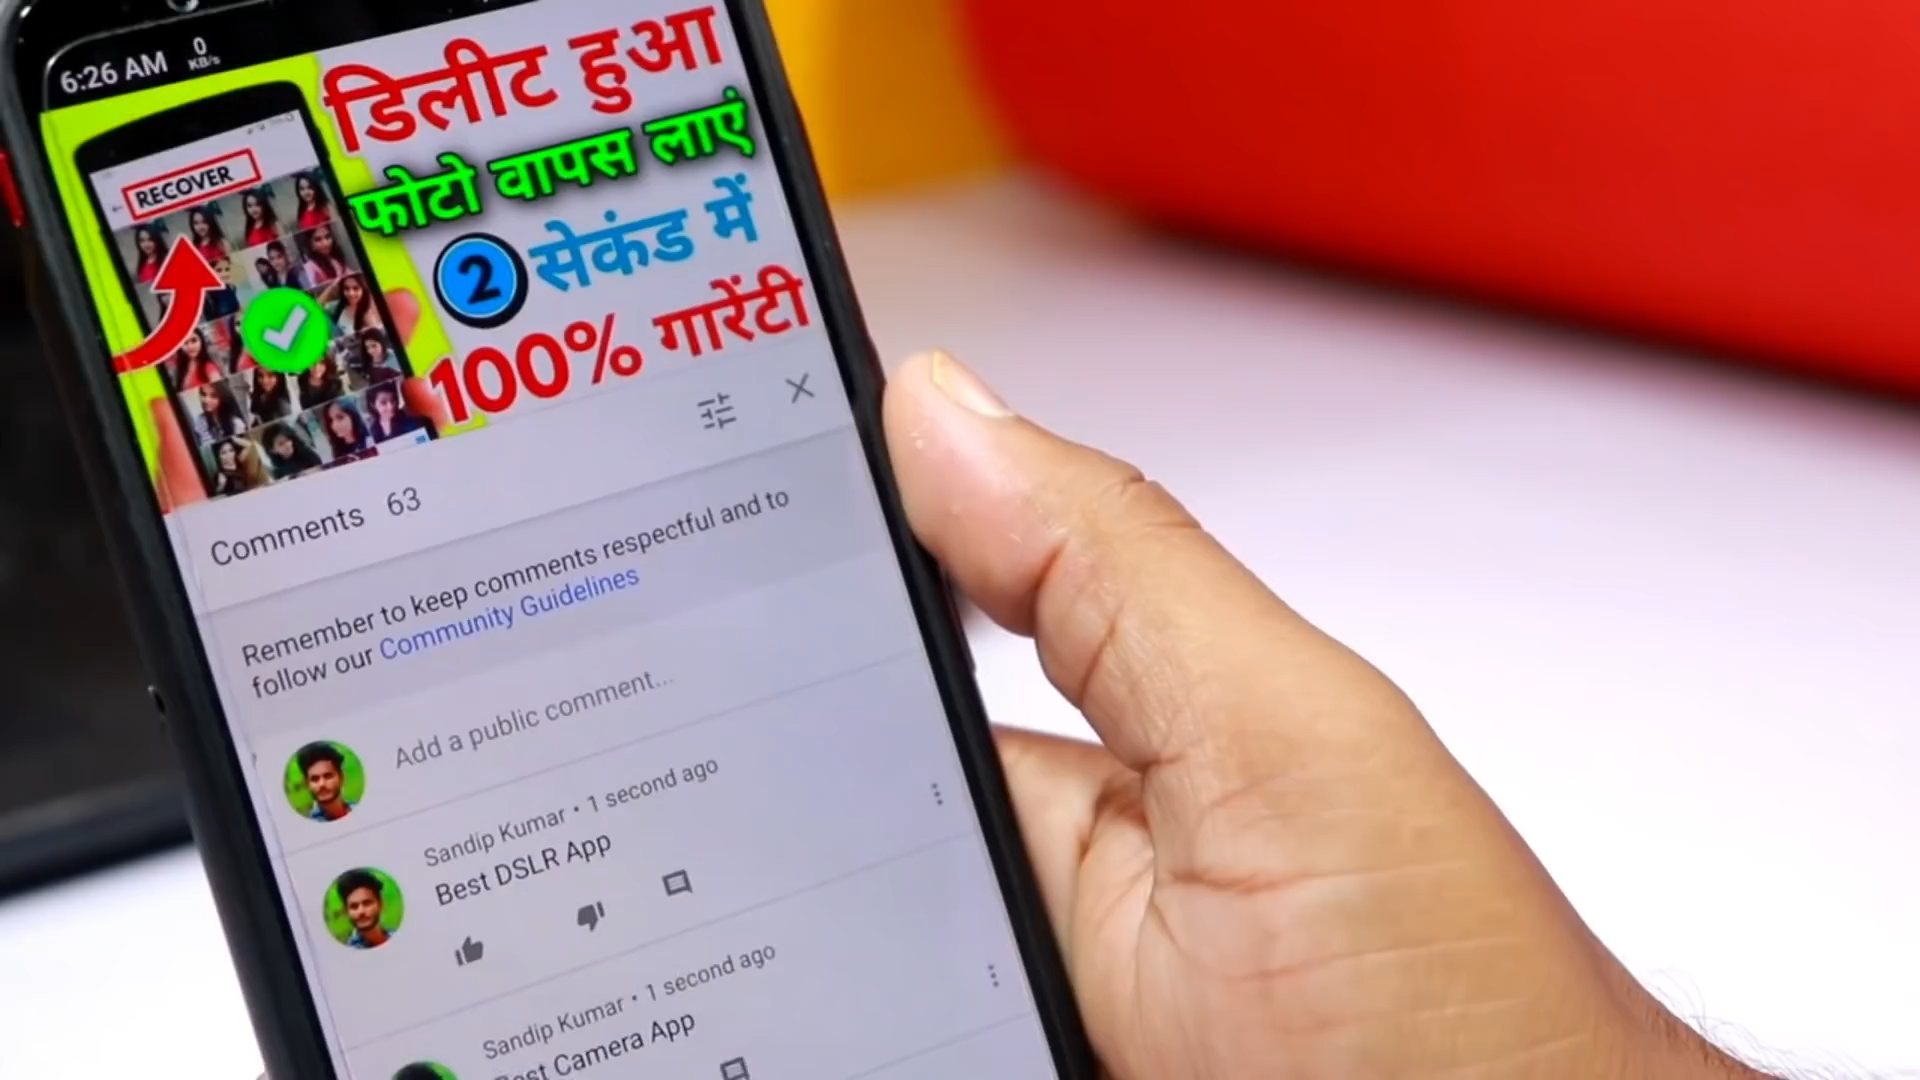 6:26 AM
0
KB/s
RECOVER
डिलीट हुआ
फोटो वापस लाएं
2 सेकंड में
100% गारेंटी
Comments 63
Remember to keep comments respectful and to
follow our Community Guidelines
Add a public comment...
Sandip Kumar • 1 second ago
Best DSLR App
Sandip Kumar • 1 second ago
Camera App